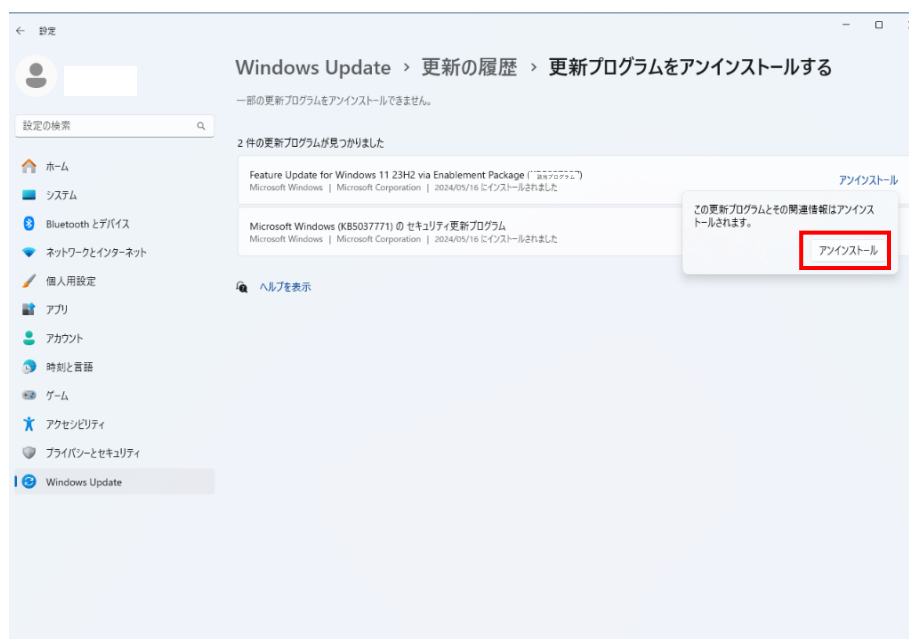 ← 設定
Windows Update › 更新の履歴 › 更新プログラムをアンインストールする
一部の更新プログラムをアンインストールできません。
設定の検索
2 件の更新プログラムが見つかりました
Feature Update for Windows 11 23H2 via Enablement Package (
)
Microsoft Windows | Microsoft Corporation | 2024/05/16 にインストールされました
アンインストール
この更新プログラムとその関連情報はアンインス
トールされます。
アンインストール
Microsoft Windows (KB5037771) の セキュリティ更新プログラム
Microsoft Windows | Microsoft Corporation | 2024/05/16 にインストールされました
ヘルプを表示
ホーム
システム
Bluetooth とデバイス
ネットワークとインターネット
個人用設定
アプリ
アカウント
時刻と言語
ゲーム
アクセシビリティ
プライバシーとセキュリティ
Windows Update